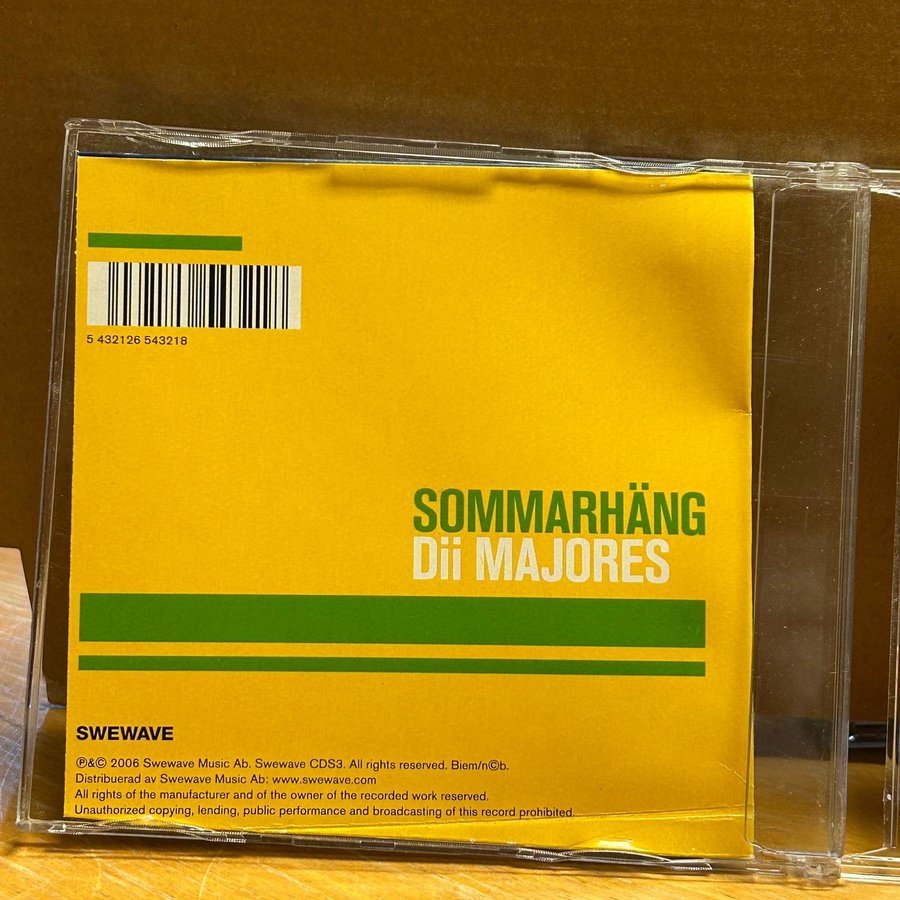 5 432126 543218
SOMMARHÄNG
Dii MAJORES
SWEWAVE
℗&© 2006 Swewave Music Ab. Swewave CDS3. All rights reserved. Biem/n©b.
Distribuerad av Swewave Music Ab: www.swewave.com
All rights of the manufacturer and of the owner of the recorded work reserved.
Unauthorized copying, lending, public performance and broadcasting of this record prohibited.